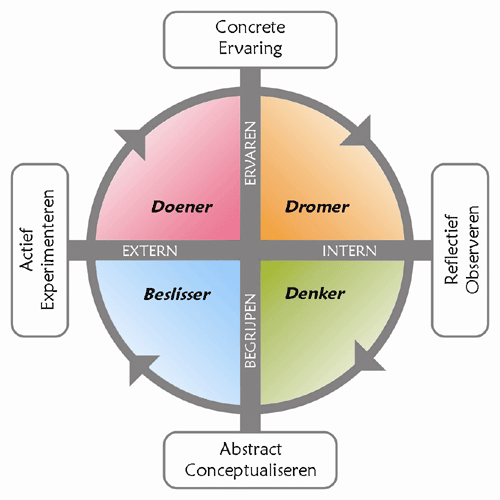 Concrete
Ervaring
ERVAREN
Doener
Dromer
Actief
Experimenteren
EXTERN
INTERN
Reflectief
Observeren
Beslisser
Denker
BEGRIJPEN
Abstract
Conceptualiseren